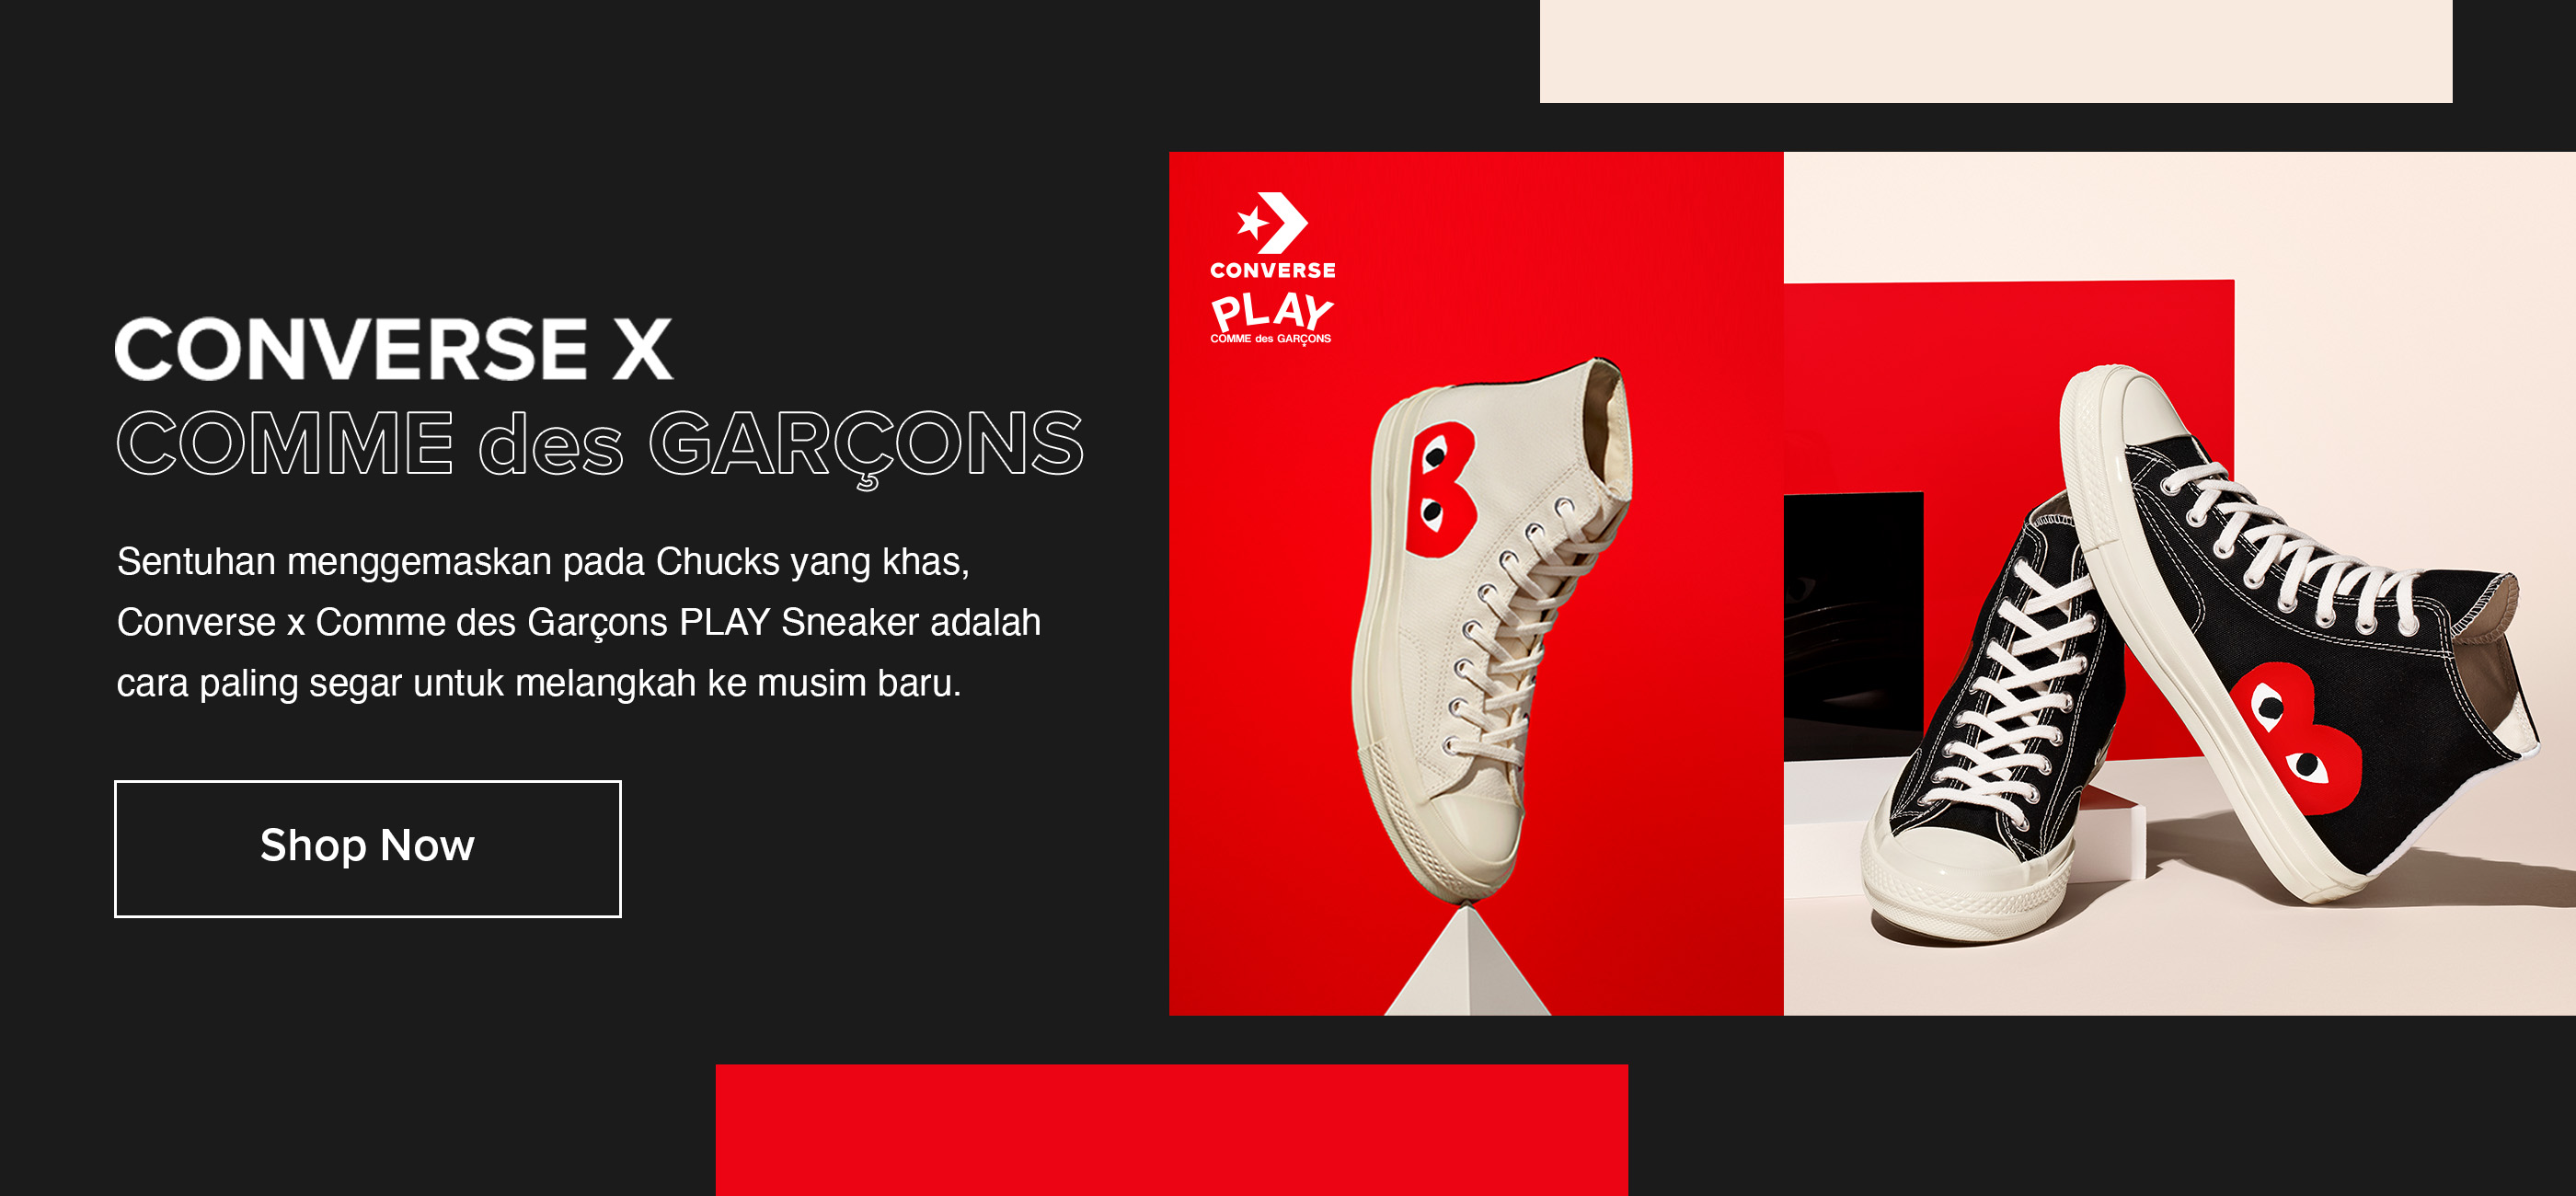 CONVERSE X
COMME des GARÇONS
Sentuhan menggemaskan pada Chucks yang khas,
Converse x Comme des Garçons PLAY Sneaker adalah
cara paling segar untuk melangkah ke musim baru.
Shop Now
CONVERSE
PLAY
COMME des GARÇONS